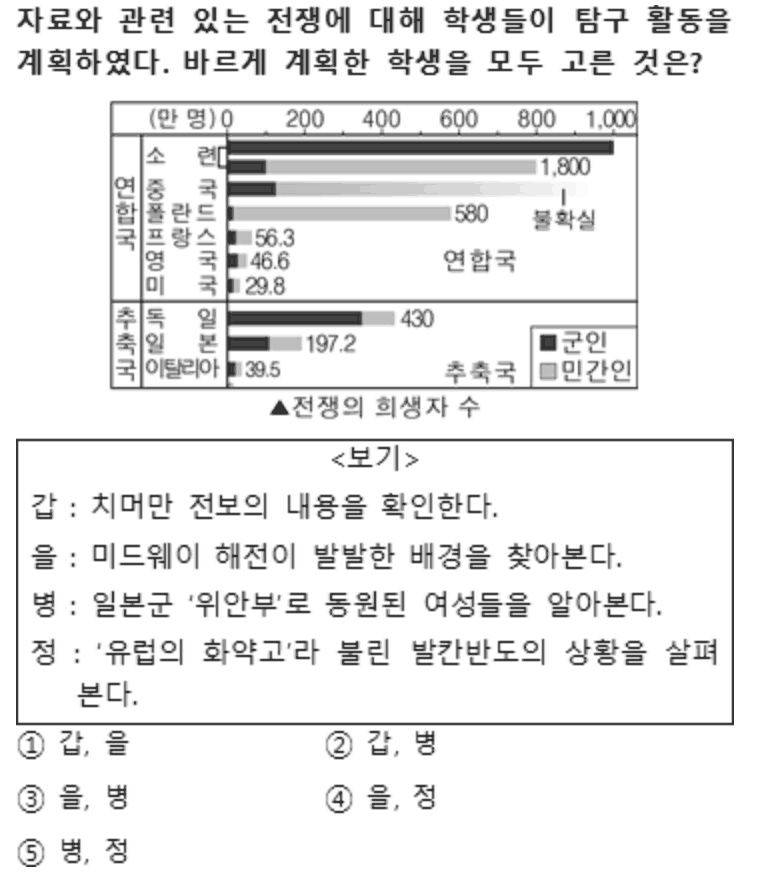 자료와 관련 있는 전쟁에 대해 학생들이 탐구 활동을
계획하였다. 바르게 계획한 학생을 모두 고른 것은?
(만 명) 0 200 400 600 800 1,000
연합국
소 련 1,800
중 국
불확실
폴란드 580
프랑스 56.3
영 국 46.6
연합국
미 국 29.8
추축국
독 일 430
일 본 197.2
이탈리아 39.5
추축국
■군인
■민간인
▲전쟁의 희생자 수
<보기>
갑 : 치머만 전보의 내용을 확인한다.
을 : 미드웨이 해전이 발발한 배경을 찾아본다.
병 : 일본군 '위안부'로 동원된 여성들을 알아본다.
정 : '유럽의 화약고'라 불린 발칸반도의 상황을 살펴
본다.
① 갑, 을 ② 갑, 병
③ 을, 병 ④ 을, 정
⑤ 병, 정